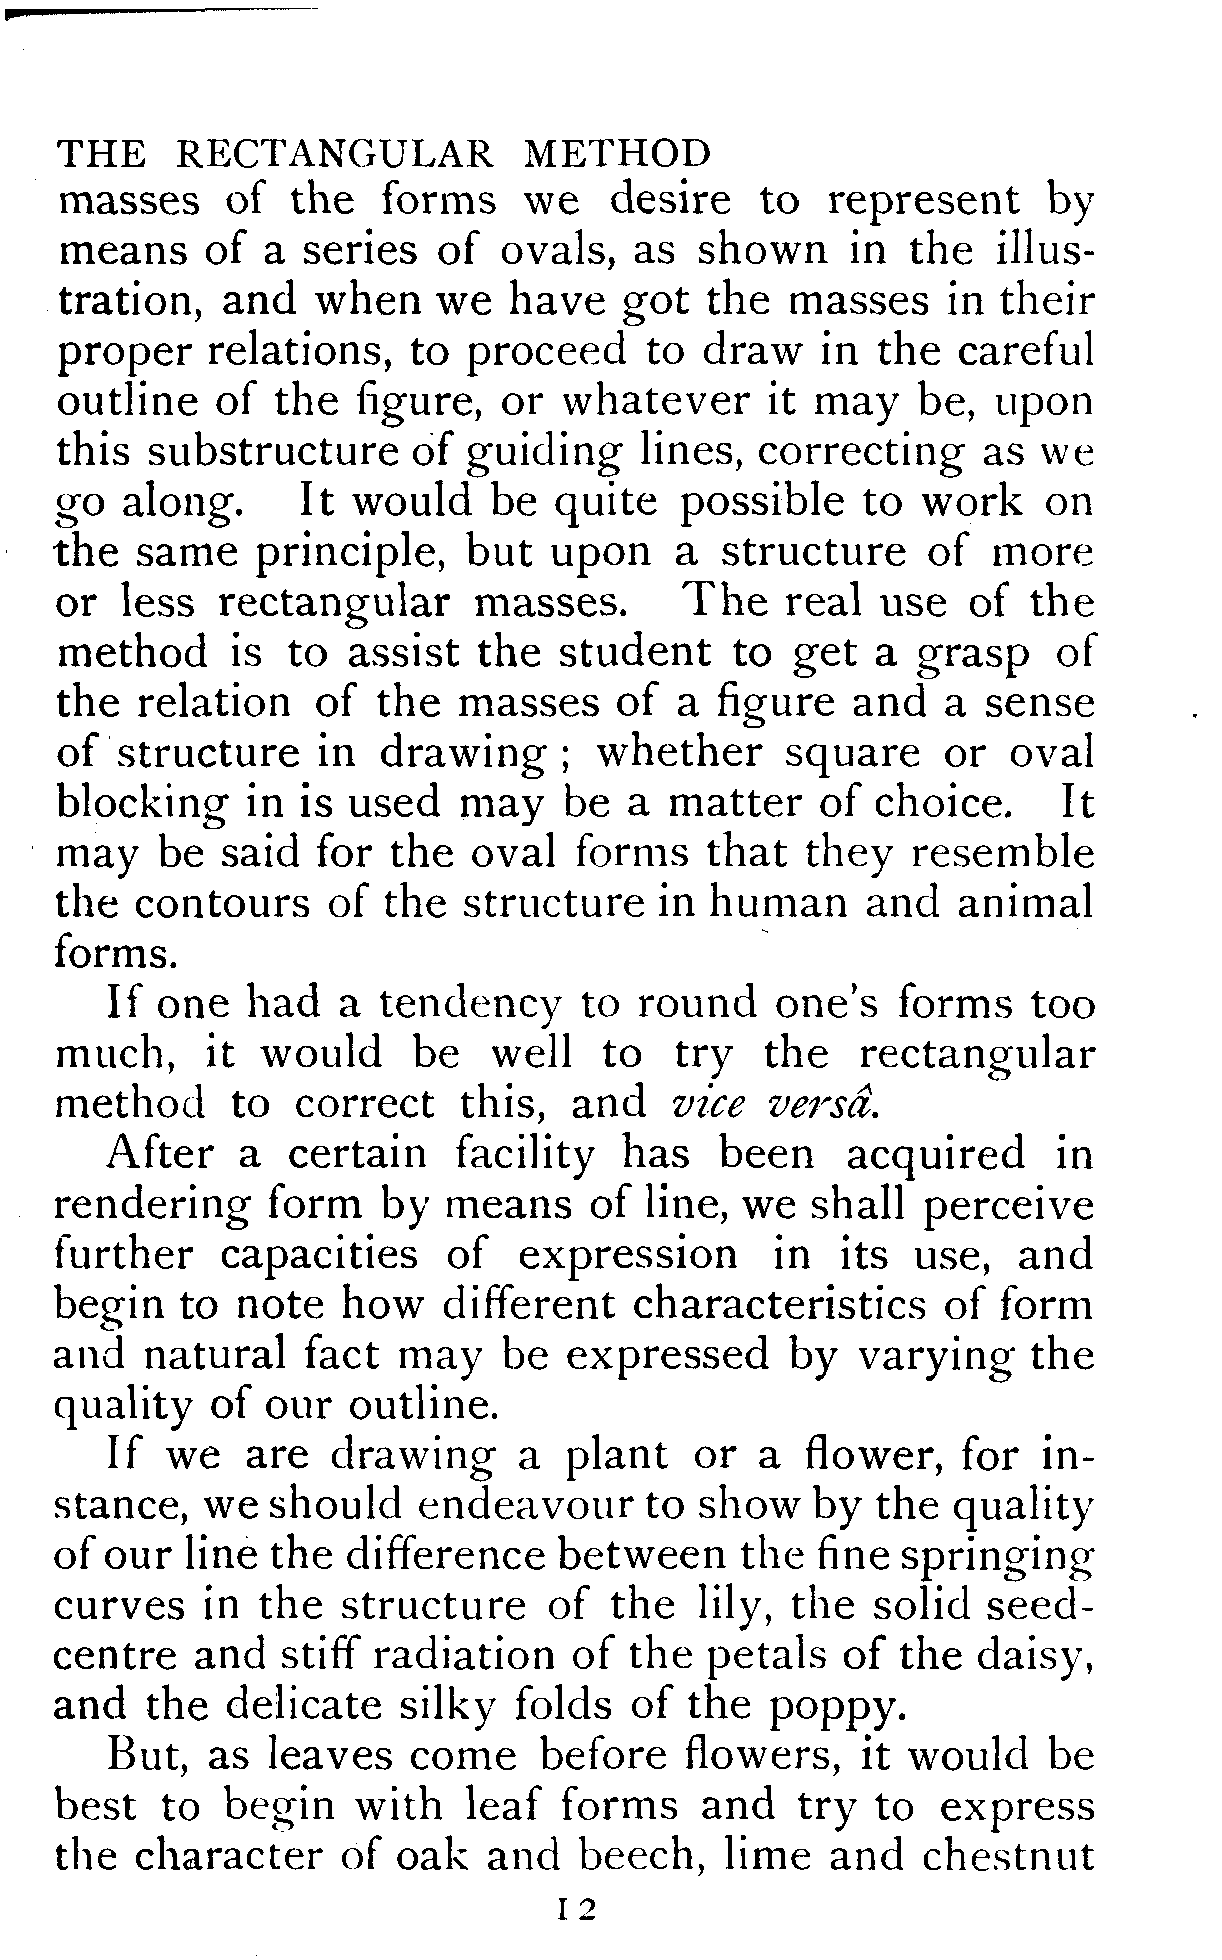 THE RECTANGULAR METHOD
masses of the forms we desire to represent by
means of a series of ovals, as shown in the illus-
tration, and when we have got the masses in their
proper relations, to proceed to draw in the careful
outline of the figure, or whatever it may be, upon
this substructure of guiding lines, correcting as we
go along. It would be quite possible to work on
the same principle, but upon a structure of more
or less rectangular masses. The real use of the
method is to assist the student to get a grasp of
the relation of the masses of a figure and a sense
of structure in drawing ; whether square or oval
blocking in is used may be a matter of choice. It
may be said for the oval forms that they resemble
the contours of the structure in human and animal
forms.
If one had a tendency to round one's forms too
much, it would be well to try the rectangular
method to correct this, and vice versâ.
After a certain facility has been acquired in
rendering form by means of line, we shall perceive
further capacities of expression in its use, and
begin to note how different characteristics of form
and natural fact may be expressed by varying the
quality of our outline.
If we are drawing a plant or a flower, for in-
stance, we should endeavour to show by the quality
of our line the difference between the fine springing
curves in the structure of the lily, the solid seed-
centre and stiff radiation of the petals of the daisy,
and the delicate silky folds of the poppy.
But, as leaves come before flowers, it would be
best to begin with leaf forms and try to express
the character of oak and beech, lime and chestnut
12